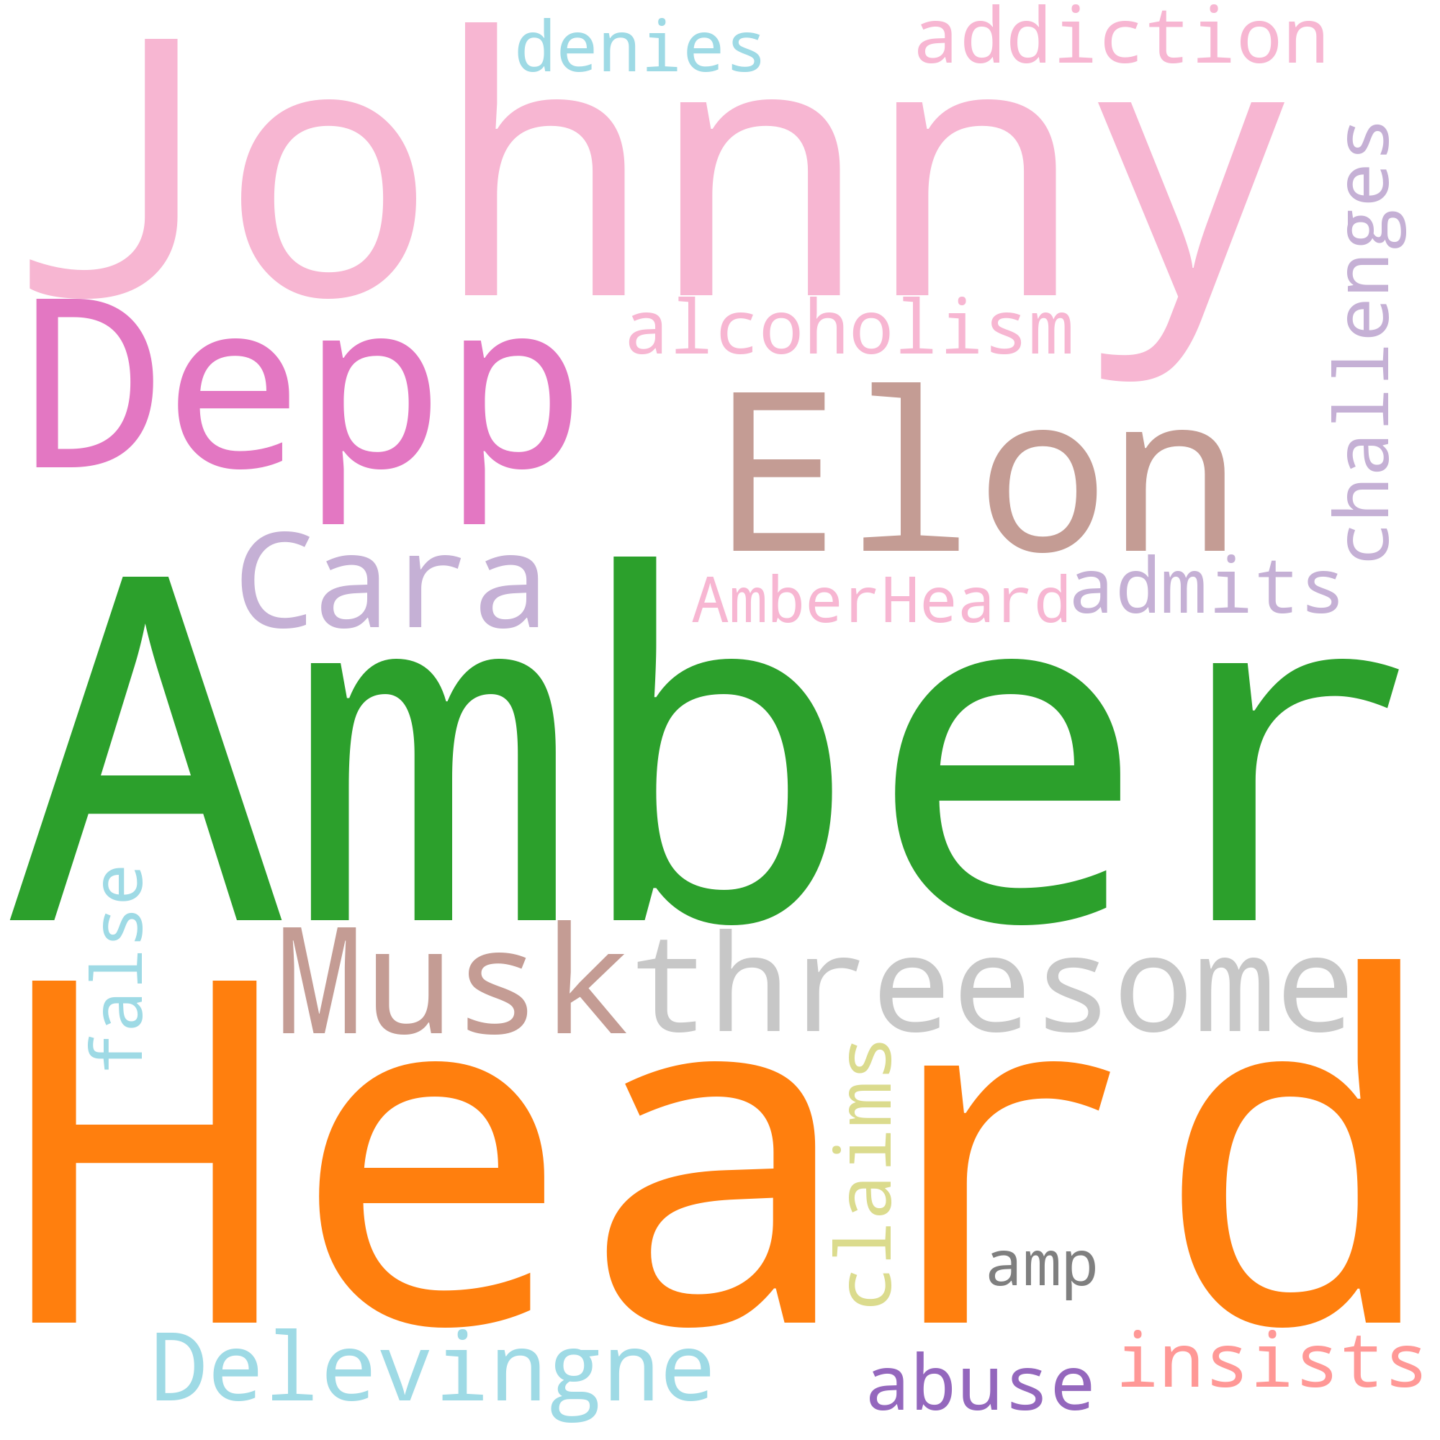 denies
addiction
Johnny
challenges
Depp
alcoholism
Elon
Cara
AmberHeard
admits
Amber
false
Musk
threesome
Heard
claims
amp
Delevingne
abuse
insists